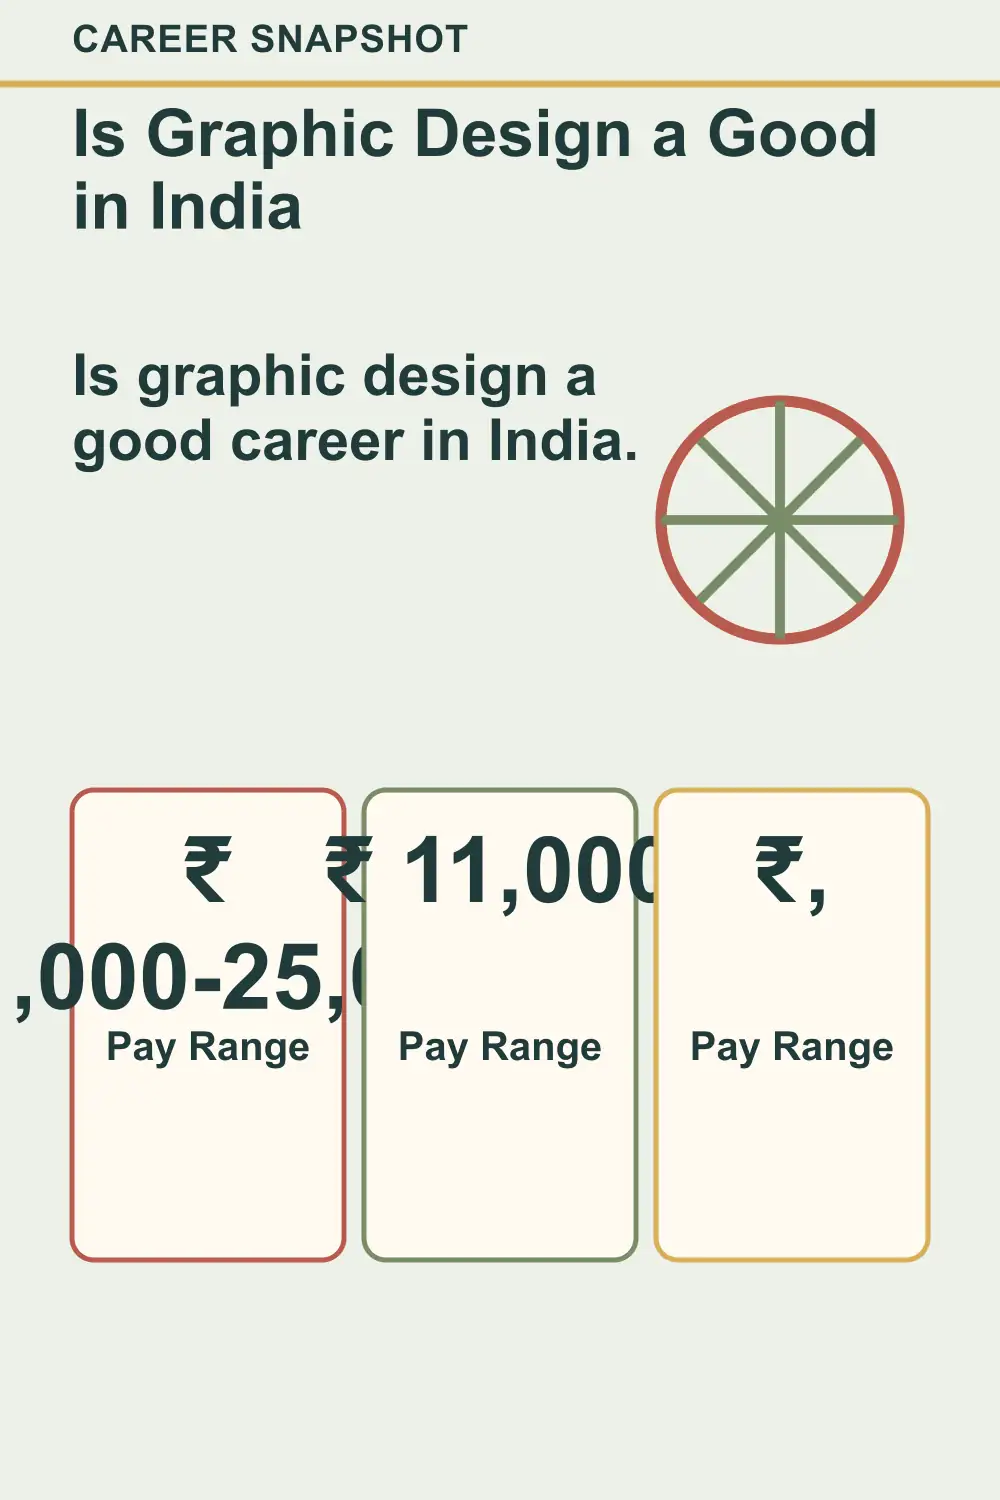 CAREER SNAPSHOT
Is Graphic Design a Good
in India
Is graphic design a
good career in India.
₹
,000-25,0
Pay Range
₹ 11,000
Pay Range
₹,
Pay Range